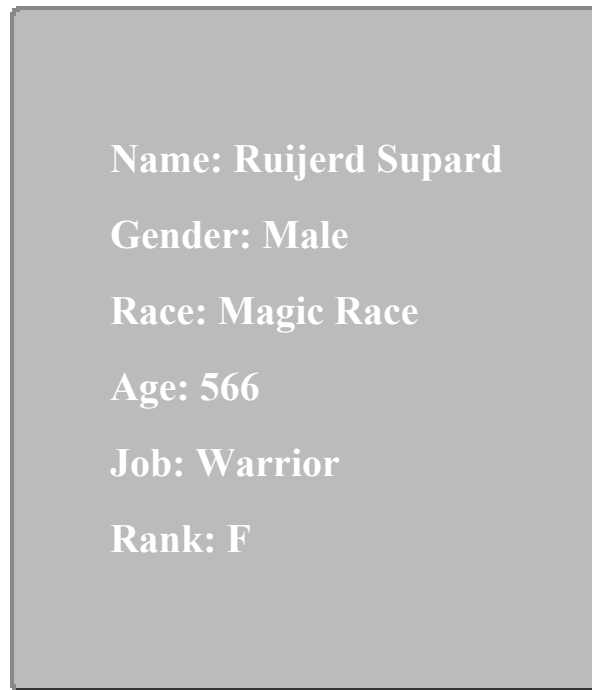 Name: Ruijerd Supard
Gender: Male
Race: Magic Race
Age: 566
Job: Warrior
Rank: F